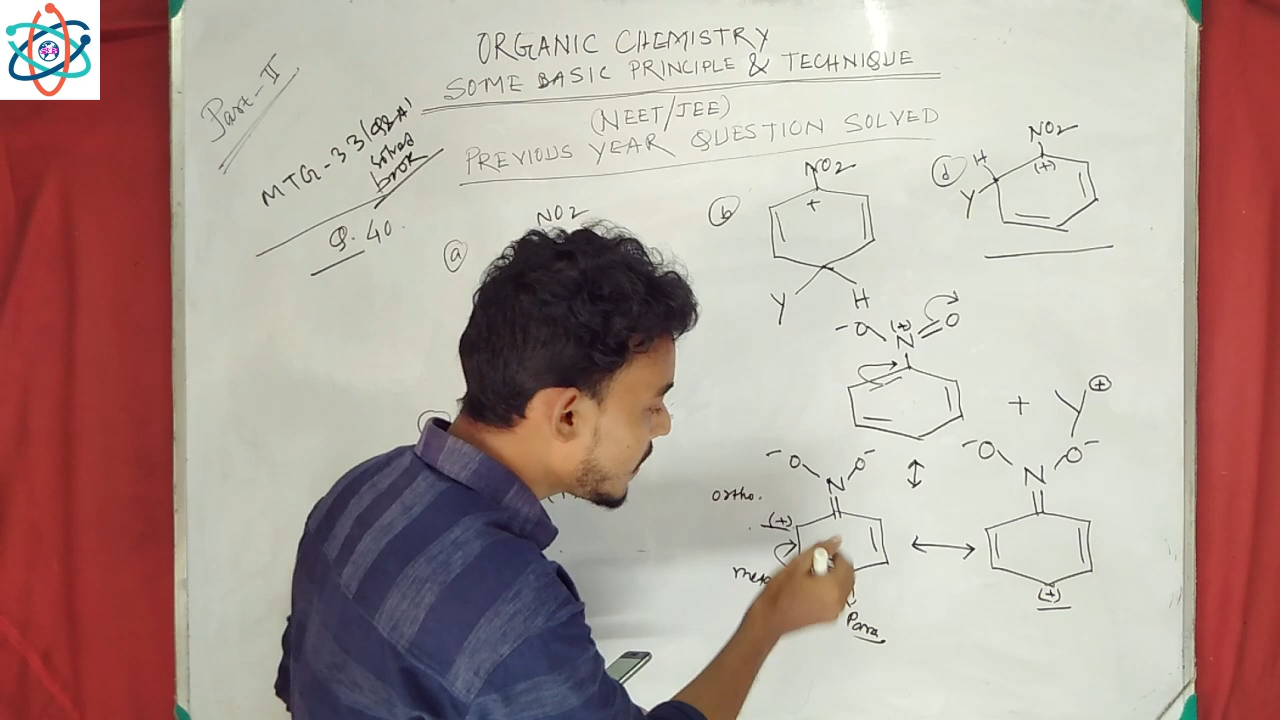 ORGANIC CHEMISTRY
SOME BASIC PRINCIPLE & TECHNIQUE
(NEET/JEE)
PREVIOUS YEAR QUESTION SOLVED
Part-II
MTG-33
solved
book
Q. 40.
(a)
NO2
(b)
NO2
+
Y H
(d)
NO2
H
(+)
Y
-O (+) O
N
+ Y+
-O O-
N
Ortho.
(+)
meta
Para
-O O-
N
(+)